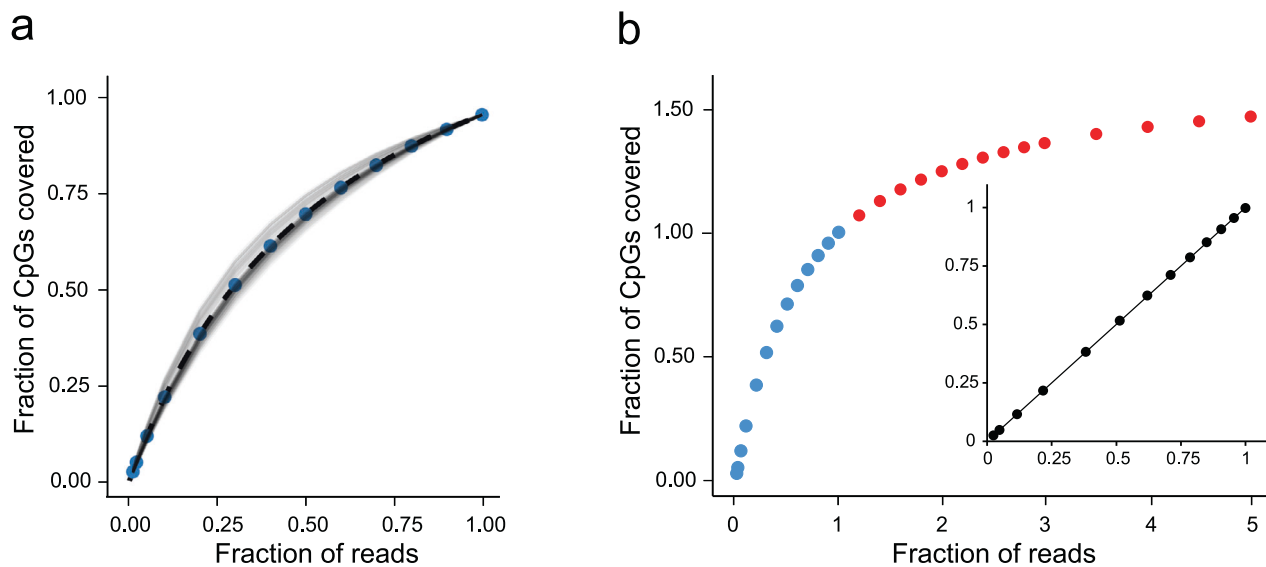 a
Fraction of CpGs covered
1.00
0.75
0.50
0.25
0.00
0.00 0.25 0.50 0.75 1.00
Fraction of reads
b
Fraction of CpGs covered
1.50
1.00
0.50
0.00
0 1 2 3 4 5
Fraction of reads
1
0.75
0.5
0.25
0
0 0.25 0.5 0.75 1